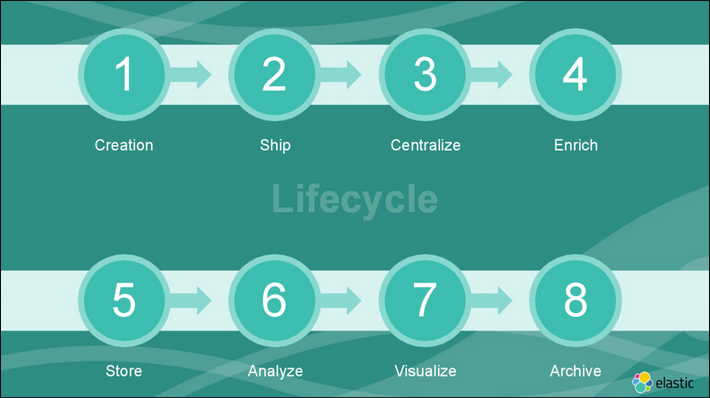 1 2 3 4
Creation Ship Centralize Enrich
Lifecycle
5 6 7 8
Store Analyze Visualize Archive
elastic